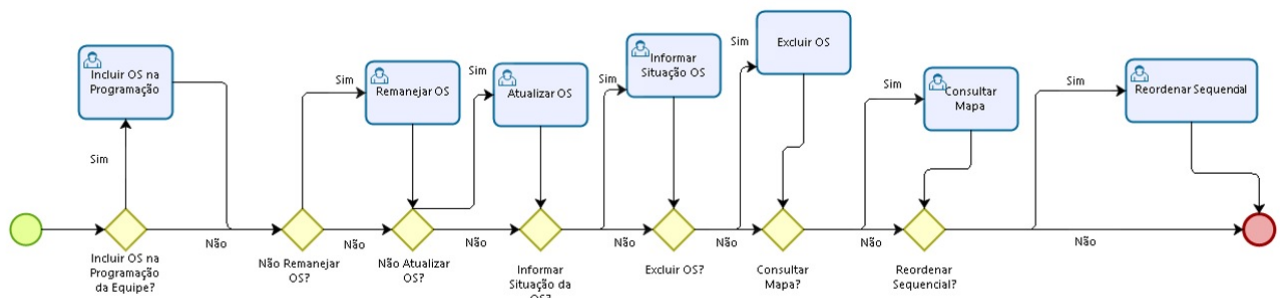 Incluir OS na
Programação
Sim
Incluir OS na
Programação
da Equipe?
Não
Sim
Remanejar OS
Não Remanejar
OS?
Não
Sim
Atualizar OS
Não Atualizar
OS?
Não
Sim
Informar
Situação OS
Informar
Situação da
OS?
Não
Sim
Excluir OS
Excluir OS?
Não
Sim
Consultar
Mapa
Consultar
Mapa?
Não
Sim
Reordenar Sequencial
Reordenar
Sequencial?
Não